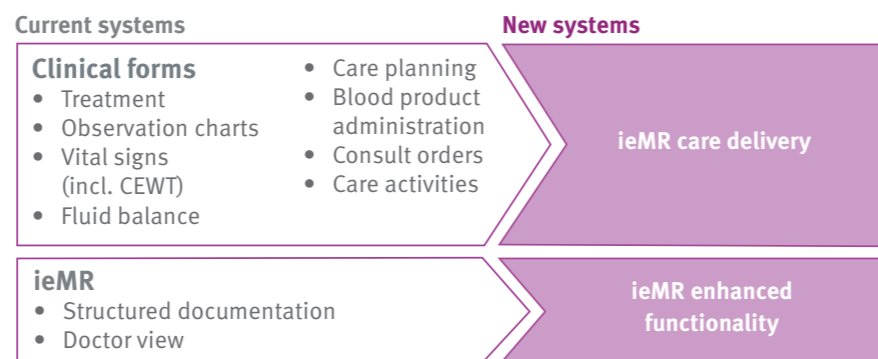 Current systems
New systems
Clinical forms
• Treatment
• Observation charts
• Vital signs
(incl. CEWT)
• Fluid balance
• Care planning
• Blood product
administration
• Consult orders
• Care activities
ieMR care delivery
ieMR
• Structured documentation
• Doctor view
ieMR enhanced
functionality